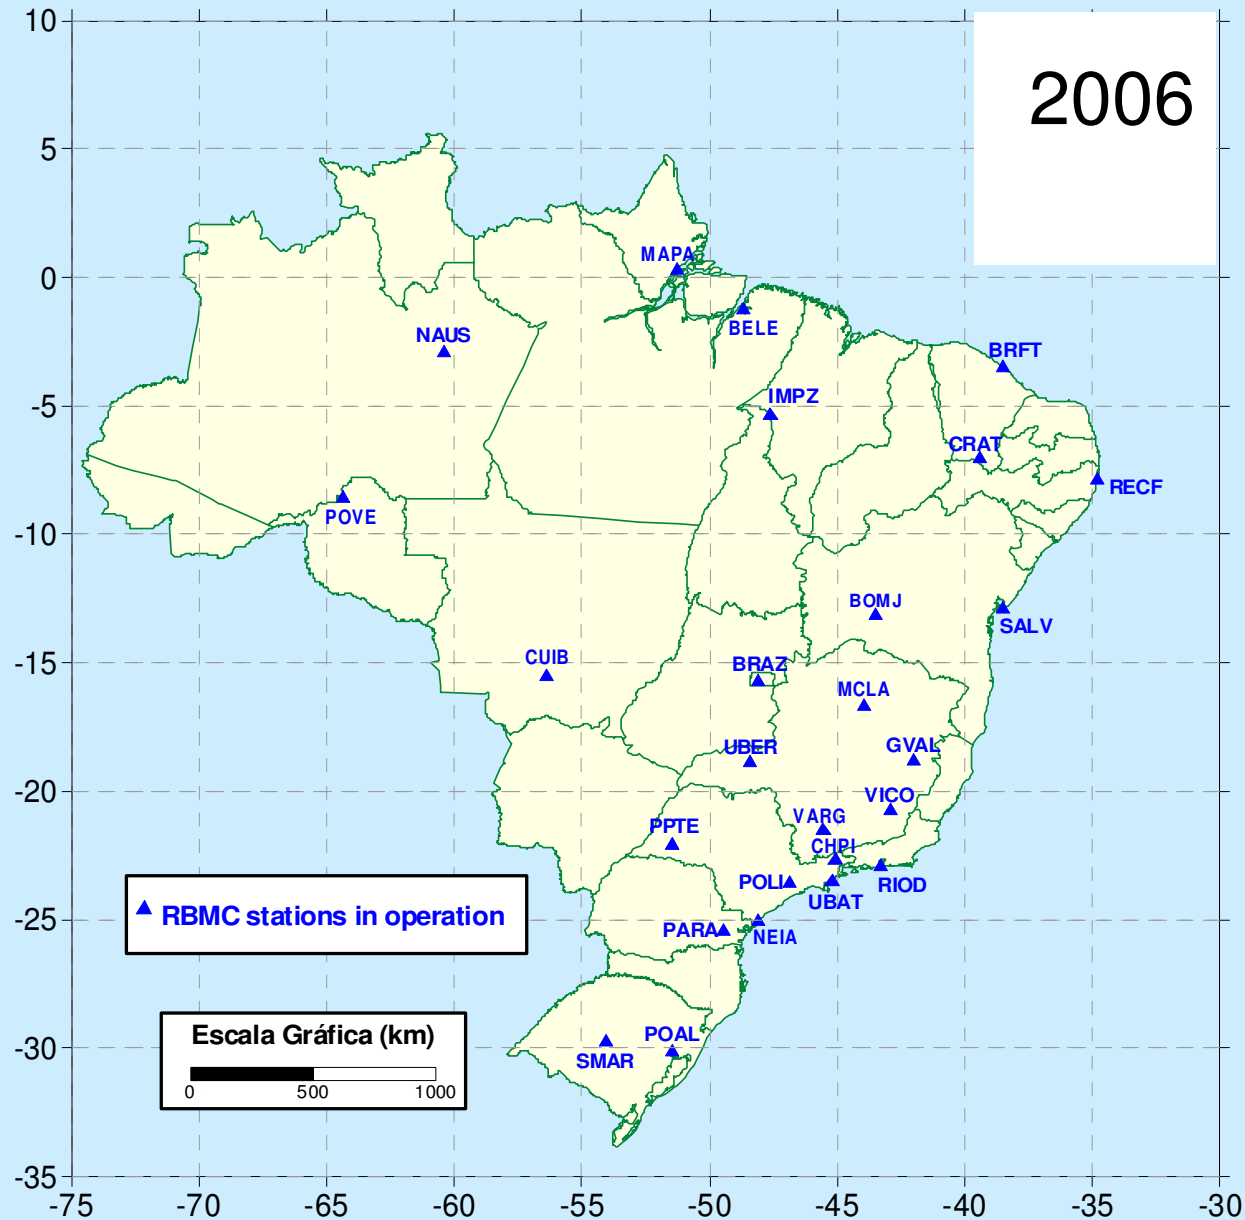 10
2006
5
MAPA
0
BELE
NAUS
BRFT
-5
IMPZ
CRAT
RECF
POVE
-10
BOMJ
SALV
-15
CUIB
BRAZ
MCLA
UBER
GVAL
-20
VICO
VARG
PPTE
CHPI
POLI
RIOD
UBAT
RBMC stations in operation
-25
PARA
NEIA
Escala Gráfica (km)
0 500 1000
POAL
-30
SMAR
-35
-75 -70 -65 -60 -55 -50 -45 -40 -35 -30